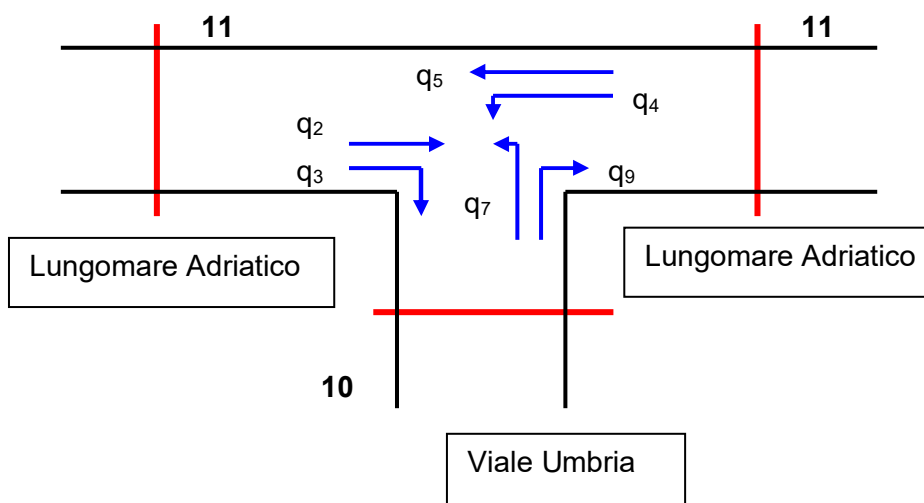 11
11
q5
q4
q2
q3
q7
q9
Lungomare Adriatico
Lungomare Adriatico
10
Viale Umbria